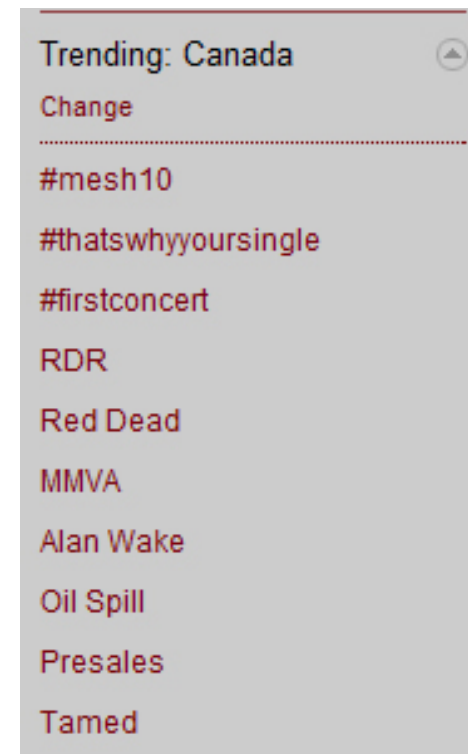 Trending: Canada
Change
#mesh10
#thatswhyyoursingle
#firstconcert
RDR
Red Dead
MMVA
Alan Wake
Oil Spill
Presales
Tamed